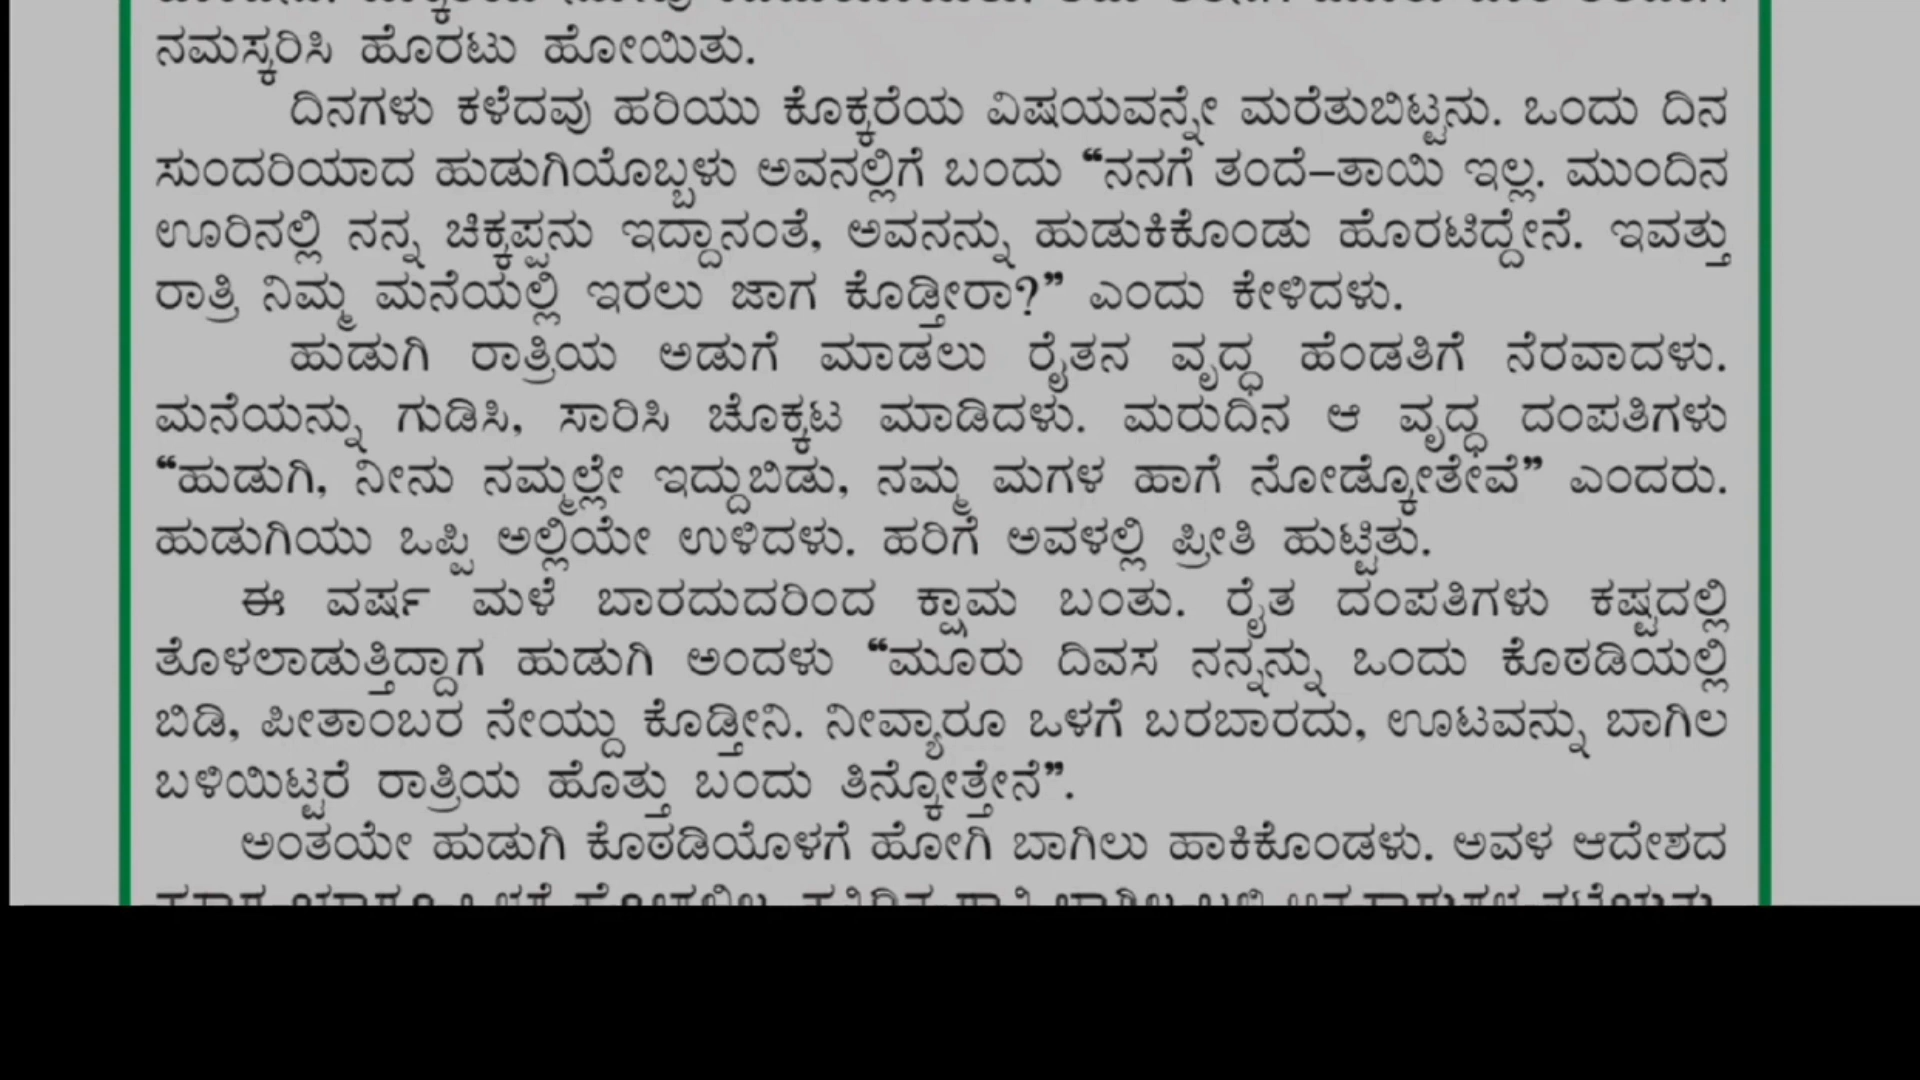 ನಮಸ್ಕರಿಸಿ ಹೊರಟು ಹೋಯಿತು.
ದಿನಗಳು ಕಳೆದವು ಹರಿಯು ಕೊಕ್ಕರೆಯ ವಿಷಯವನ್ನೇ ಮರೆತುಬಿಟ್ಟನು. ಒಂದು ದಿನ
ಸುಂದರಿಯಾದ ಹುಡುಗಿಯೊಬ್ಬಳು ಅವನಲ್ಲಿಗೆ ಬಂದು “ನನಗೆ ತಂದೆ–ತಾಯಿ ಇಲ್ಲ. ಮುಂದಿನ
ಊರಿನಲ್ಲಿ ನನ್ನ ಚಿಕ್ಕಪ್ಪನು ಇದ್ದಾನಂತೆ, ಅವನನ್ನು ಹುಡುಕಿಕೊಂಡು ಹೊರಟಿದ್ದೇನೆ. ಇವತ್ತು
ರಾತ್ರಿ ನಿಮ್ಮ ಮನೆಯಲ್ಲಿ ಇರಲು ಜಾಗ ಕೊಡ್ತೀರಾ?” ಎಂದು ಕೇಳಿದಳು.
ಹುಡುಗಿ ರಾತ್ರಿಯ ಅಡುಗೆ ಮಾಡಲು ರೈತನ ವೃದ್ಧ ಹೆಂಡತಿಗೆ ನೆರವಾದಳು.
ಮನೆಯನ್ನು ಗುಡಿಸಿ, ಸಾರಿಸಿ ಚೊಕ್ಕಟ ಮಾಡಿದಳು. ಮರುದಿನ ಆ ವೃದ್ಧ ದಂಪತಿಗಳು
“ಹುಡುಗಿ, ನೀನು ನಮ್ಮಲ್ಲೇ ಇದ್ದುಬಿಡು, ನಮ್ಮ ಮಗಳ ಹಾಗೆ ನೋಡ್ಕೋತೇವೆ” ಎಂದರು.
ಹುಡುಗಿಯು ಒಪ್ಪಿ ಅಲ್ಲಿಯೇ ಉಳಿದಳು. ಹರಿಗೆ ಅವಳಲ್ಲಿ ಪ್ರೀತಿ ಹುಟ್ಟಿತು.
ಈ ವರ್ಷ ಮಳೆ ಬಾರದುದರಿಂದ ಕ್ಷಾಮ ಬಂತು. ರೈತ ದಂಪತಿಗಳು ಕಷ್ಟದಲ್ಲಿ
ತೊಳಲಾಡುತ್ತಿದ್ದಾಗ ಹುಡುಗಿ ಅಂದಳು “ಮೂರು ದಿವಸ ನನ್ನನ್ನು ಒಂದು ಕೊಠಡಿಯಲ್ಲಿ
ಬಿಡಿ, ಪೀತಾಂಬರ ನೇಯ್ದು ಕೊಡ್ತೀನಿ. ನೀವ್ಯಾರೂ ಒಳಗೆ ಬರಬಾರದು, ಊಟವನ್ನು ಬಾಗಿಲ
ಬಳಿಯಿಟ್ಟರೆ ರಾತ್ರಿಯ ಹೊತ್ತು ಬಂದು ತಿನ್ಕೋತ್ತೇನೆ”.
ಅಂತಯೇ ಹುಡುಗಿ ಕೊಠಡಿಯೊಳಗೆ ಹೋಗಿ ಬಾಗಿಲು ಹಾಕಿಕೊಂಡಳು. ಅವಳ ಆದೇಶದ